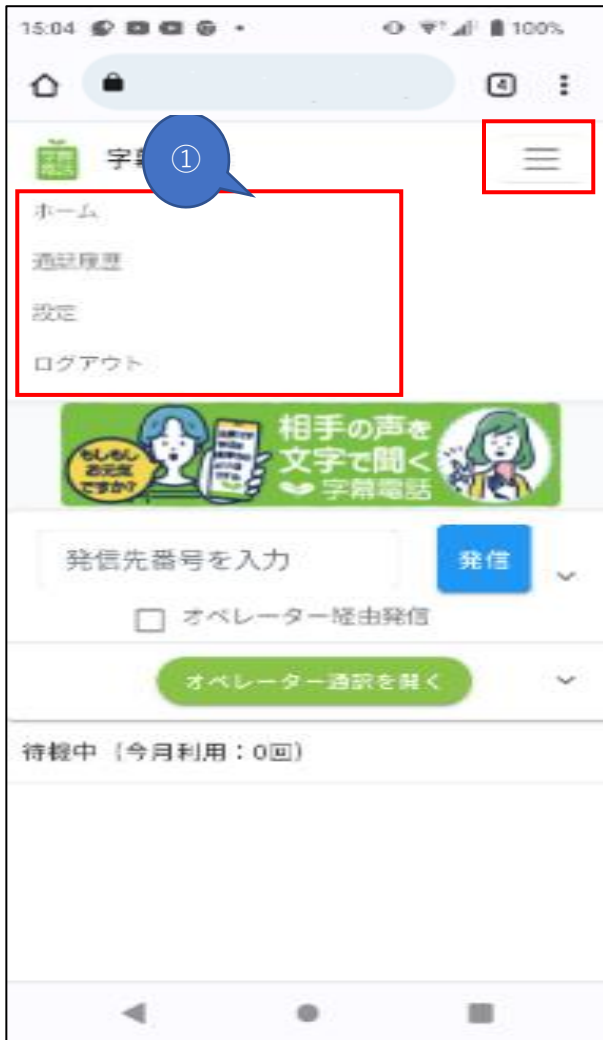 15:04 100%
4
字幕
①
ホーム
通話履歴
設定
ログアウト
もしもし
お元気
ですか?
相手の声を
文字で聞く
字幕電話
発信先番号を入力
発信
オペレーター経由発信
オペレーター通訳を開く
待機中（今月利用：0回）